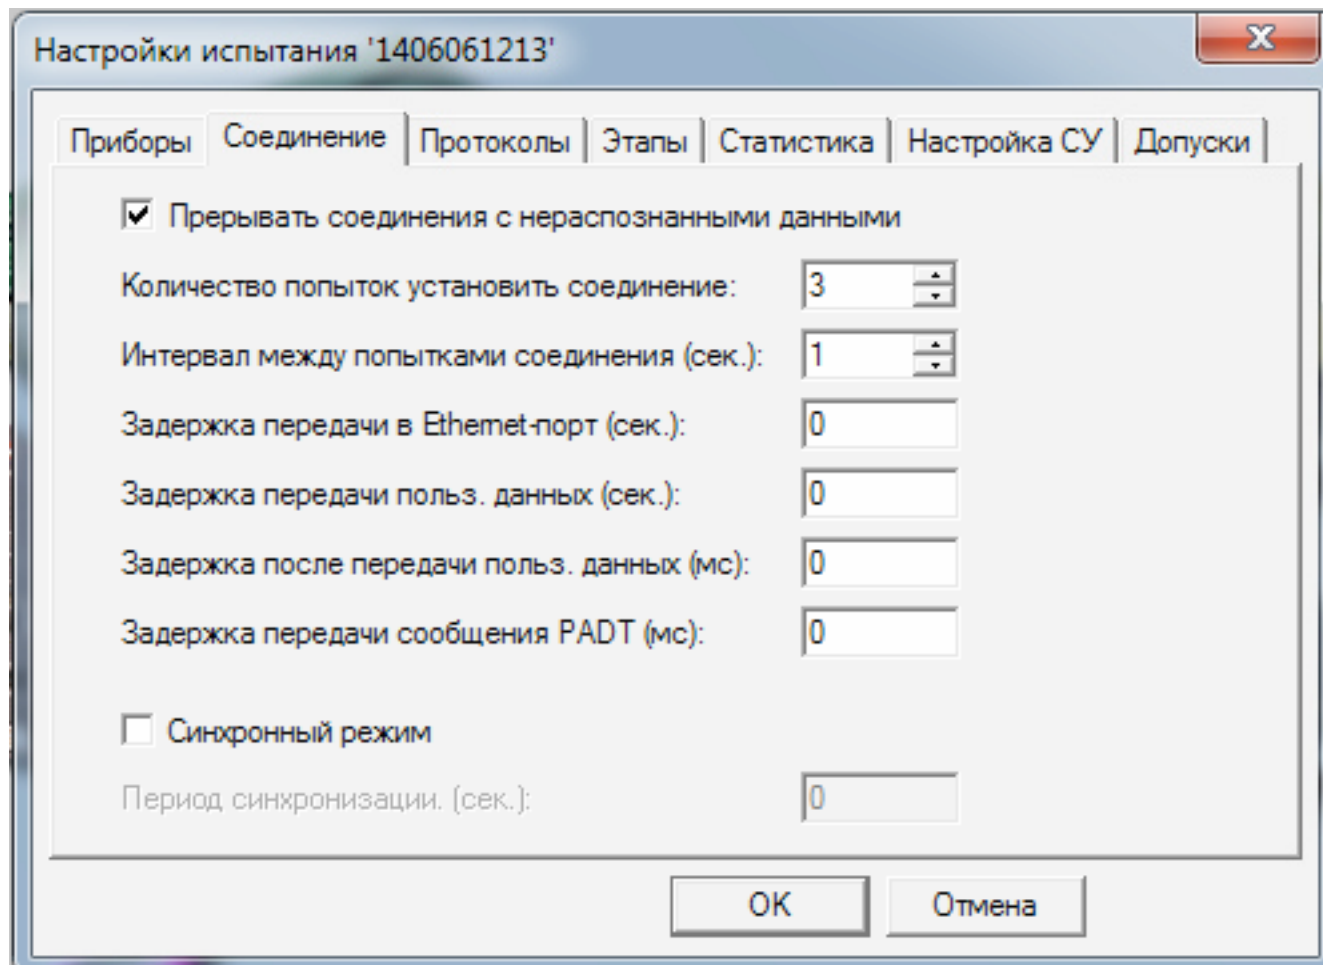 Настройки испытания '1406061213'
Приборы Соединение Протоколы Этапы Статистика Настройка СУ Допуски
Прерывать соединения с нераспознанными данными
Количество попыток установить соединение: 3
Интервал между попытками соединения (сек.): 1
Задержка передачи в Ethernet-порт (сек.): 0
Задержка передачи польз. данных (сек.): 0
Задержка после передачи польз. данных (мс): 0
Задержка передачи сообщения PADT (мс): 0
Синхронный режим
Период синхронизации. (сек.): 0
OK Отмена